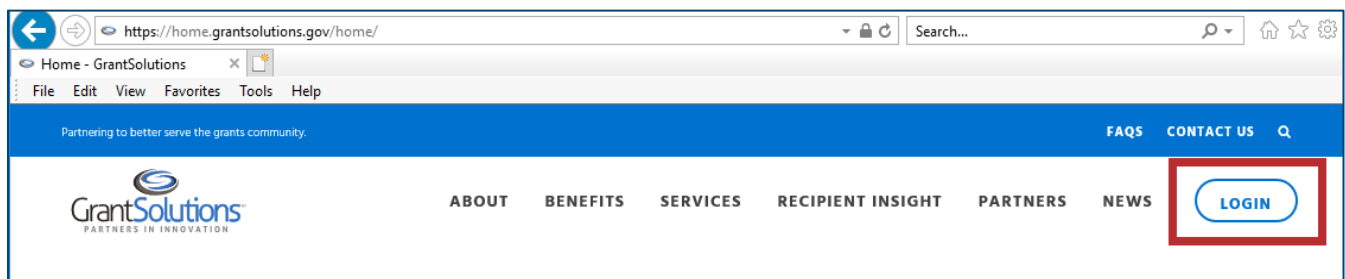 https://home.grantsolutions.gov/home/
Search...
Home - GrantSolutions
File Edit View Favorites Tools Help
Partnering to better serve the grants community.
FAQS CONTACT US
GrantSolutions
PARTNERS IN INNOVATION
ABOUT BENEFITS SERVICES RECIPIENT INSIGHT PARTNERS NEWS LOGIN